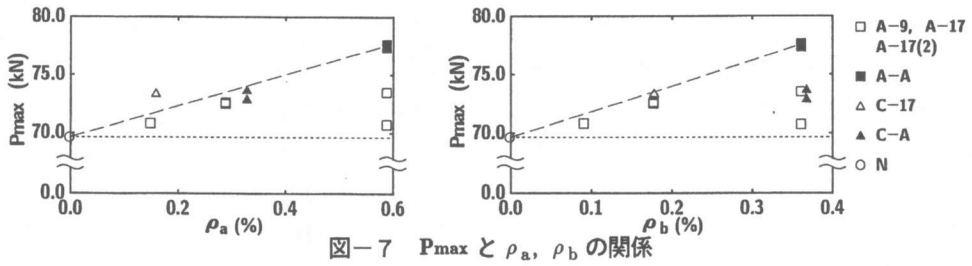 80.0
75.0
70.0
0.0
Pmax (kN)
0.0 0.2 0.4 0.6
ρa (%)
80.0
75.0
70.0
0.0
Pmax (kN)
0.0 0.1 0.2 0.3 0.4
ρb (%)
□ A-9, A-17
A-17(2)
■ A-A
△ C-17
▲ C-A
○ N
図-7 Pmax と ρa, ρb の関係